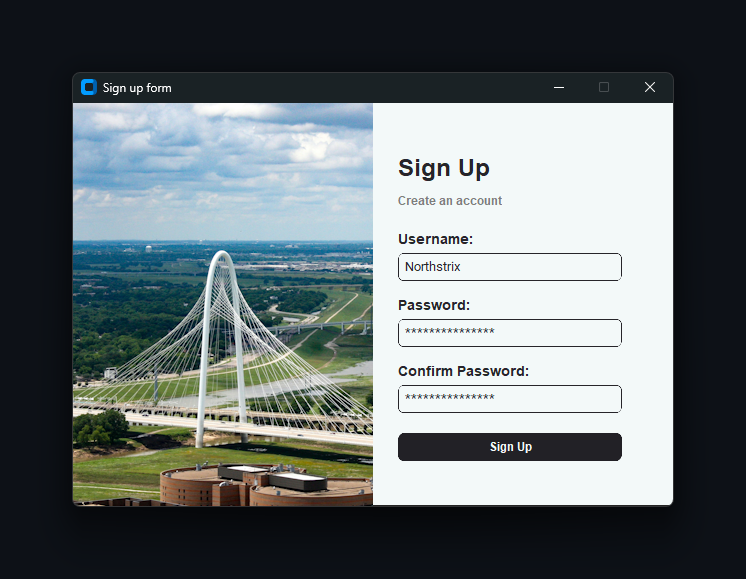 Sign up form
Sign Up
Create an account
Username:
Northstrix
Password:
***************
Confirm Password:
***************
Sign Up